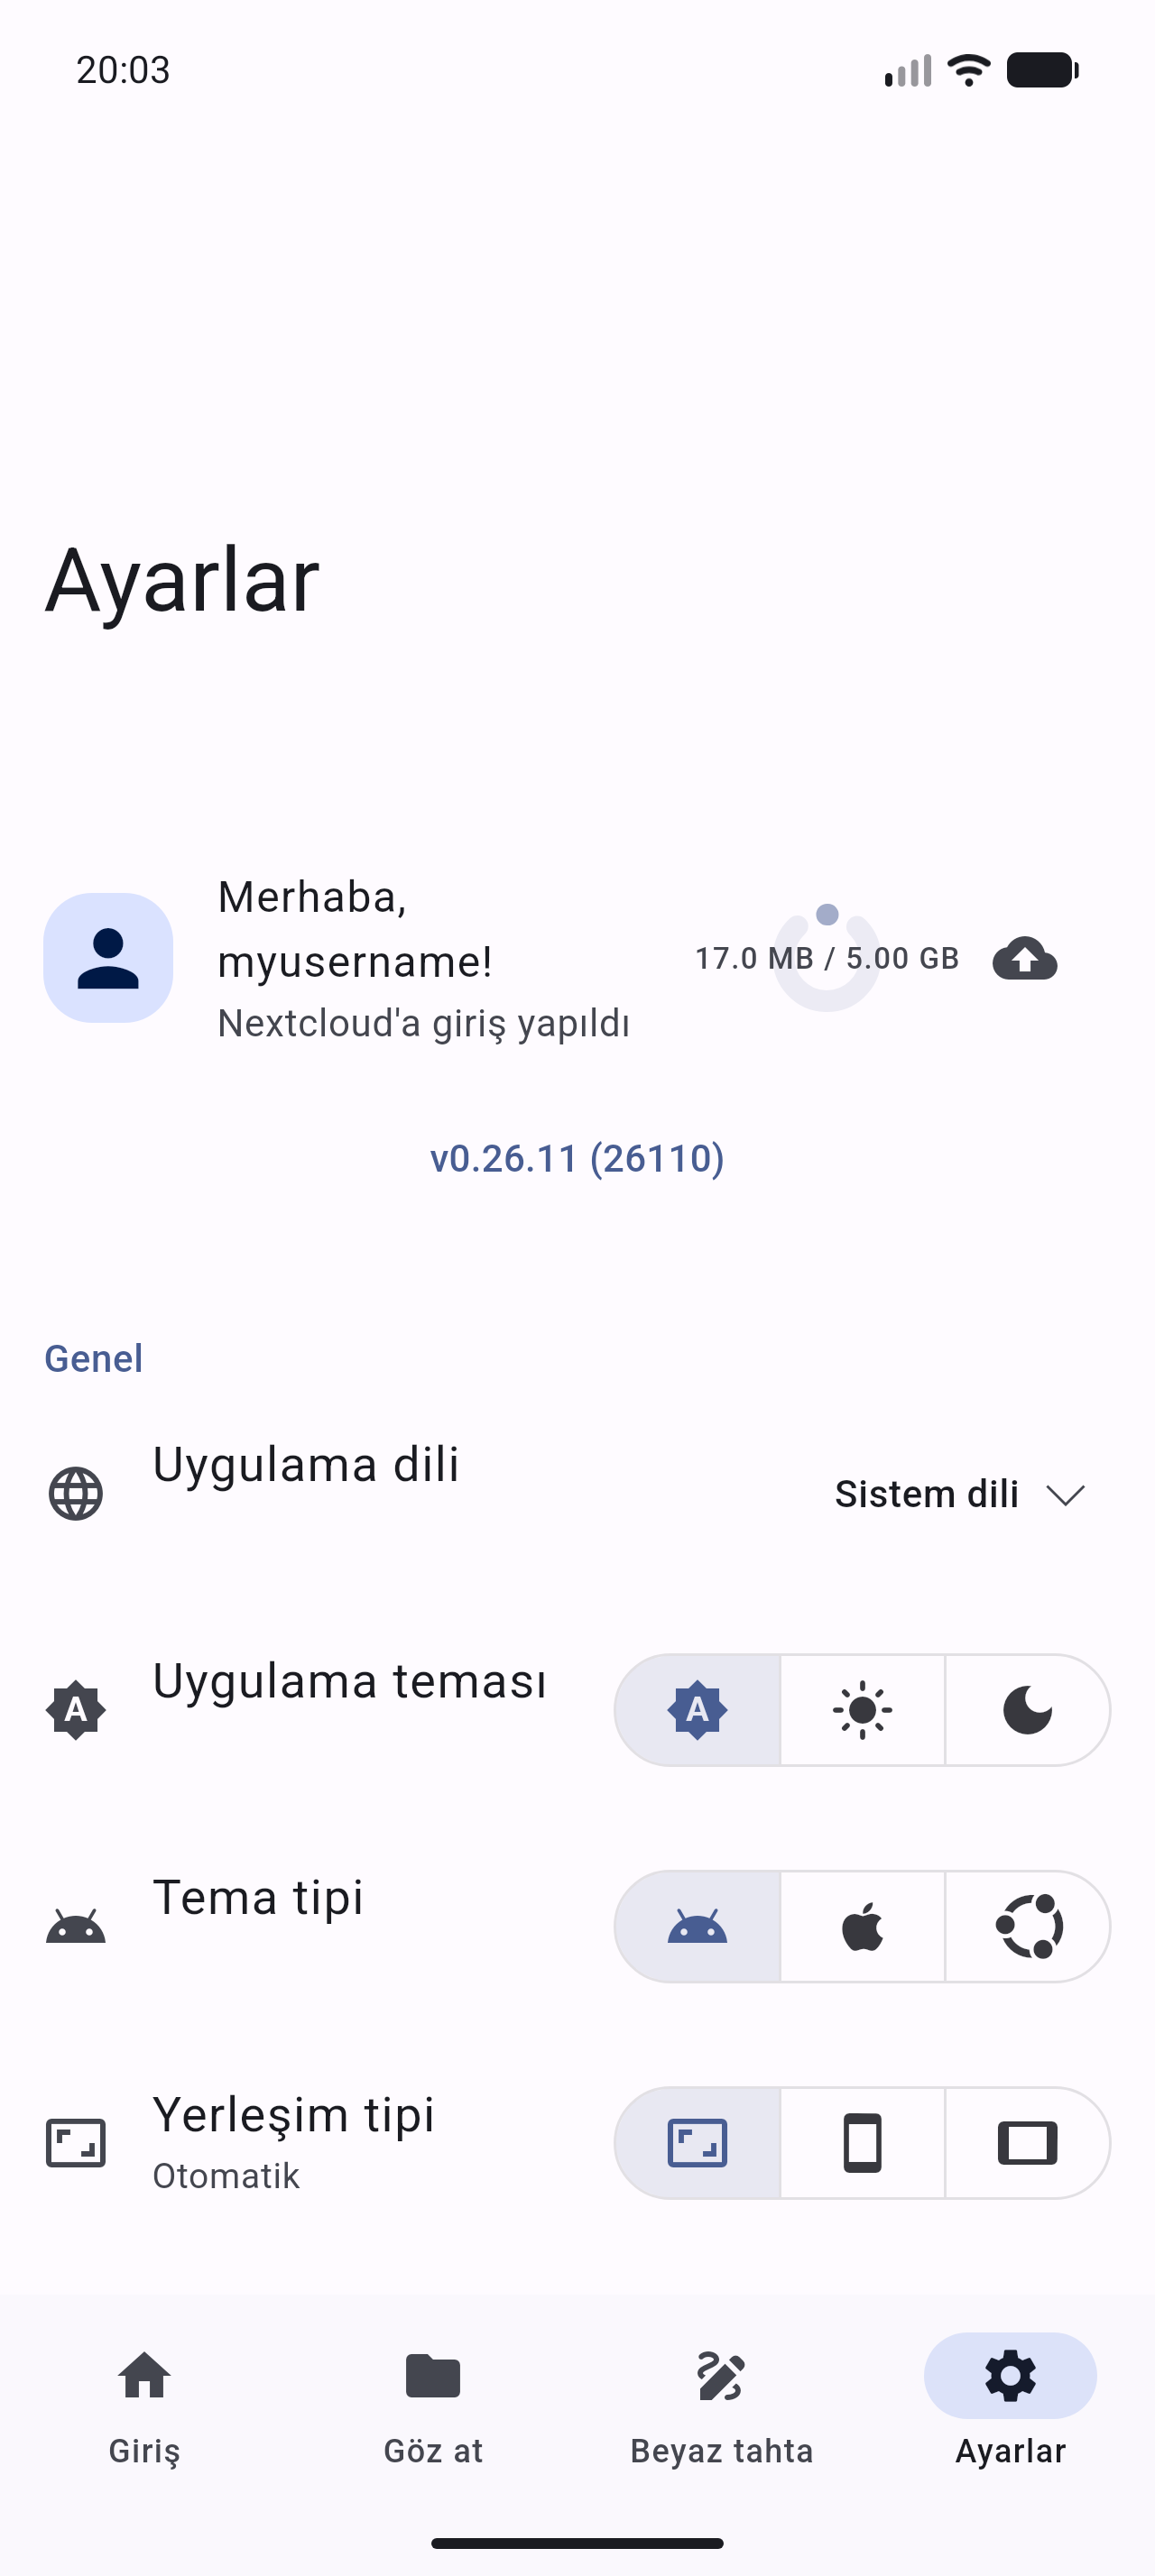 20:03
Ayarlar
Merhaba,
myusername!
Nextcloud'a giriş yapıldı
17.0 MB / 5.00 GB
v0.26.11 (26110)
Genel
Uygulama dili
Sistem dili
Uygulama teması
A
A
Tema tipi
Yerleşim tipi
Otomatik
Giriş
Göz at
Beyaz tahta
Ayarlar